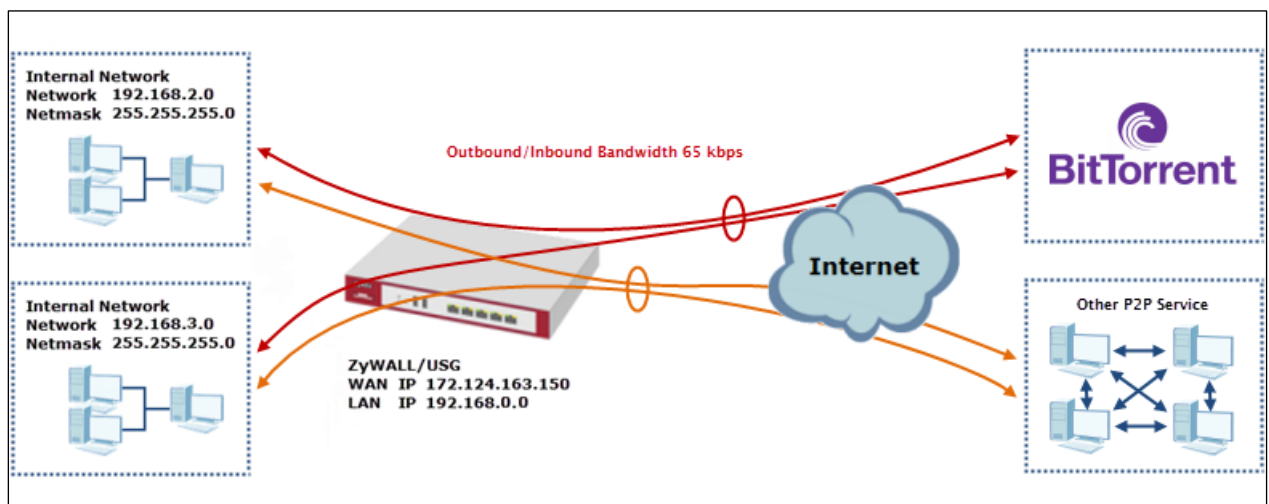 Internal Network
Network 192.168.2.0
Netmask 255.255.255.0
Outbound/Inbound Bandwidth 65 kbps
BitTorrent
Internet
Internal Network
Network 192.168.3.0
Netmask 255.255.255.0
ZyWALL/USG
WAN IP 172.124.163.150
LAN IP 192.168.0.0
Other P2P Service